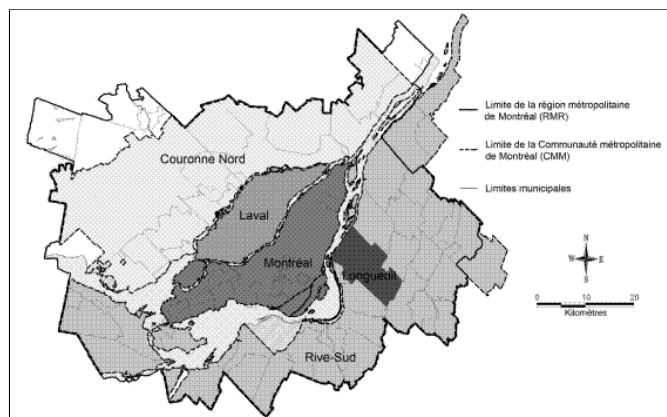 Couronne Nord
Laval
Montréal
Longueuil
Rive-Sud
Limite de la région métropolitaine
de Montréal (RMR)
Limite de la Communauté métropolitaine
de Montréal (CMM)
Limites municipales
N
W E
S
0 10 20
Kilomètres